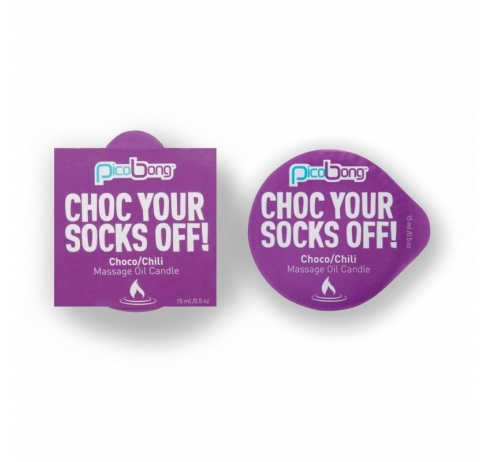 PicoBong
CHOC YOUR
SOCKS OFF!
Choco/Chili
Massage Oil Candle
15 ml /0.5 oz
PicoBong
CHOC YOUR
SOCKS OFF!
Choco/Chili
Massage Oil Candle
15 ml /0.5 oz